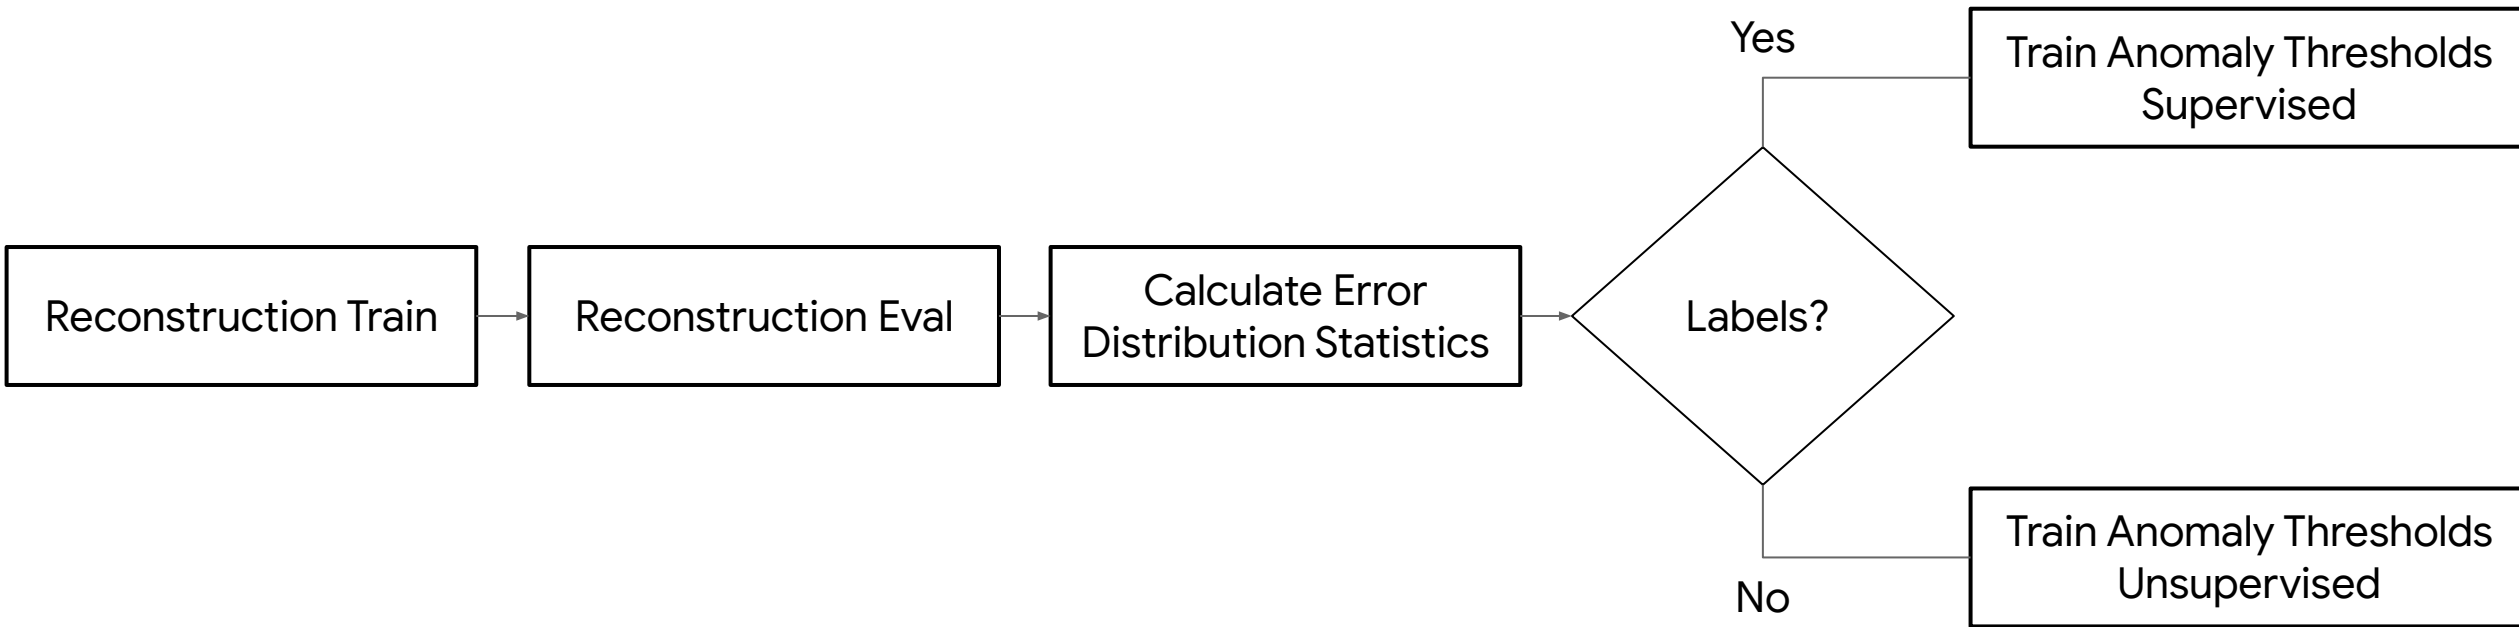 Reconstruction Train
Reconstruction Eval
Calculate Error
Distribution Statistics
Labels?
Yes
Train Anomaly Thresholds
Supervised
No
Train Anomaly Thresholds
Unsupervised